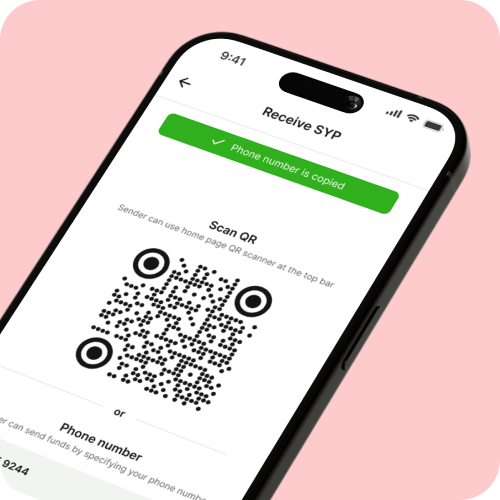 9:41
Receive SYP
Phone number is copied
Scan QR
Sender can use home page QR scanner at the top bar
or
Phone number
can send funds by specifying your phone number
9244